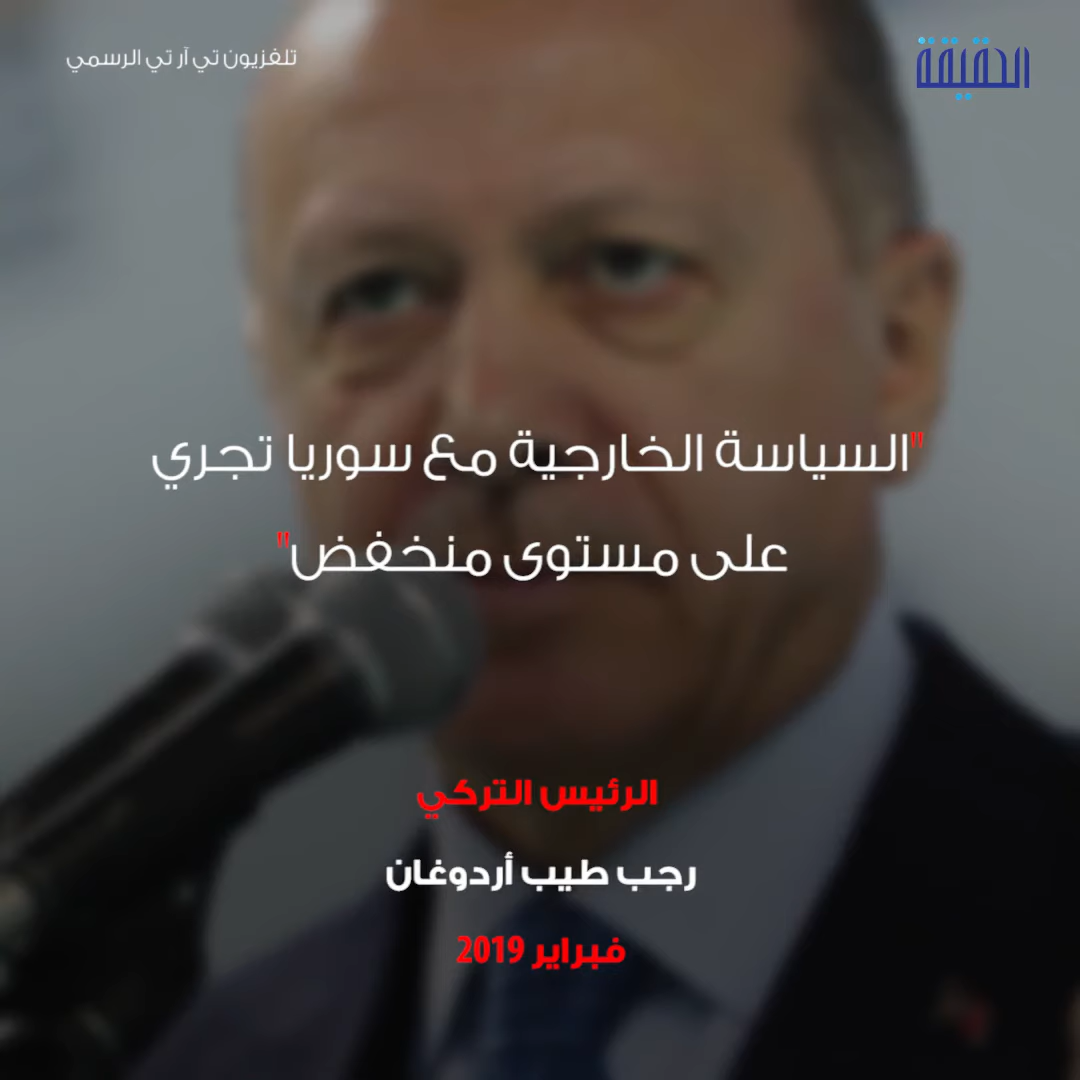 الحقيقة
تلفزيون تي آر تي الرسمي
"السياسة الخارجية مع سوريا تجري
على مستوى منخفض"
الرئيس التركي
رجب طيب أردوغان
فبراير 2019